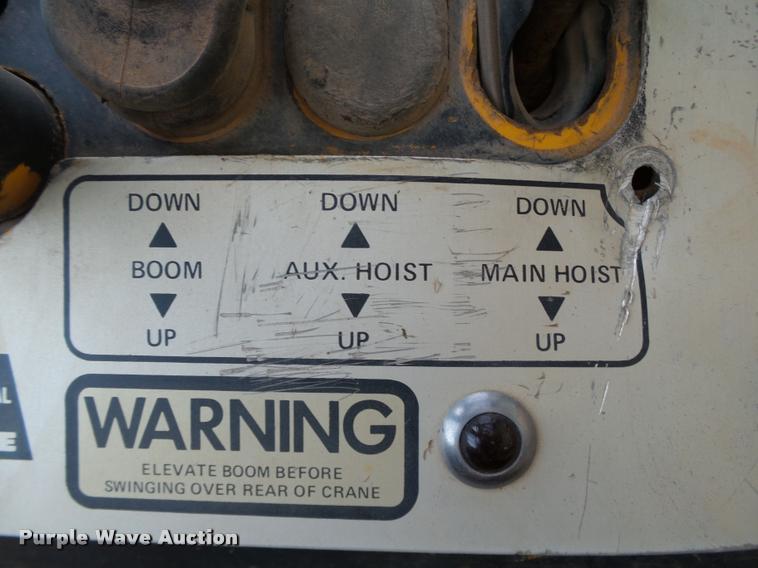 DOWN DOWN DOWN
BOOM AUX. HOIST MAIN HOIST
UP UP UP
AL
E
WARNING
ELEVATE BOOM BEFORE
SWINGING OVER REAR OF CRANE
Purple Wave Auction